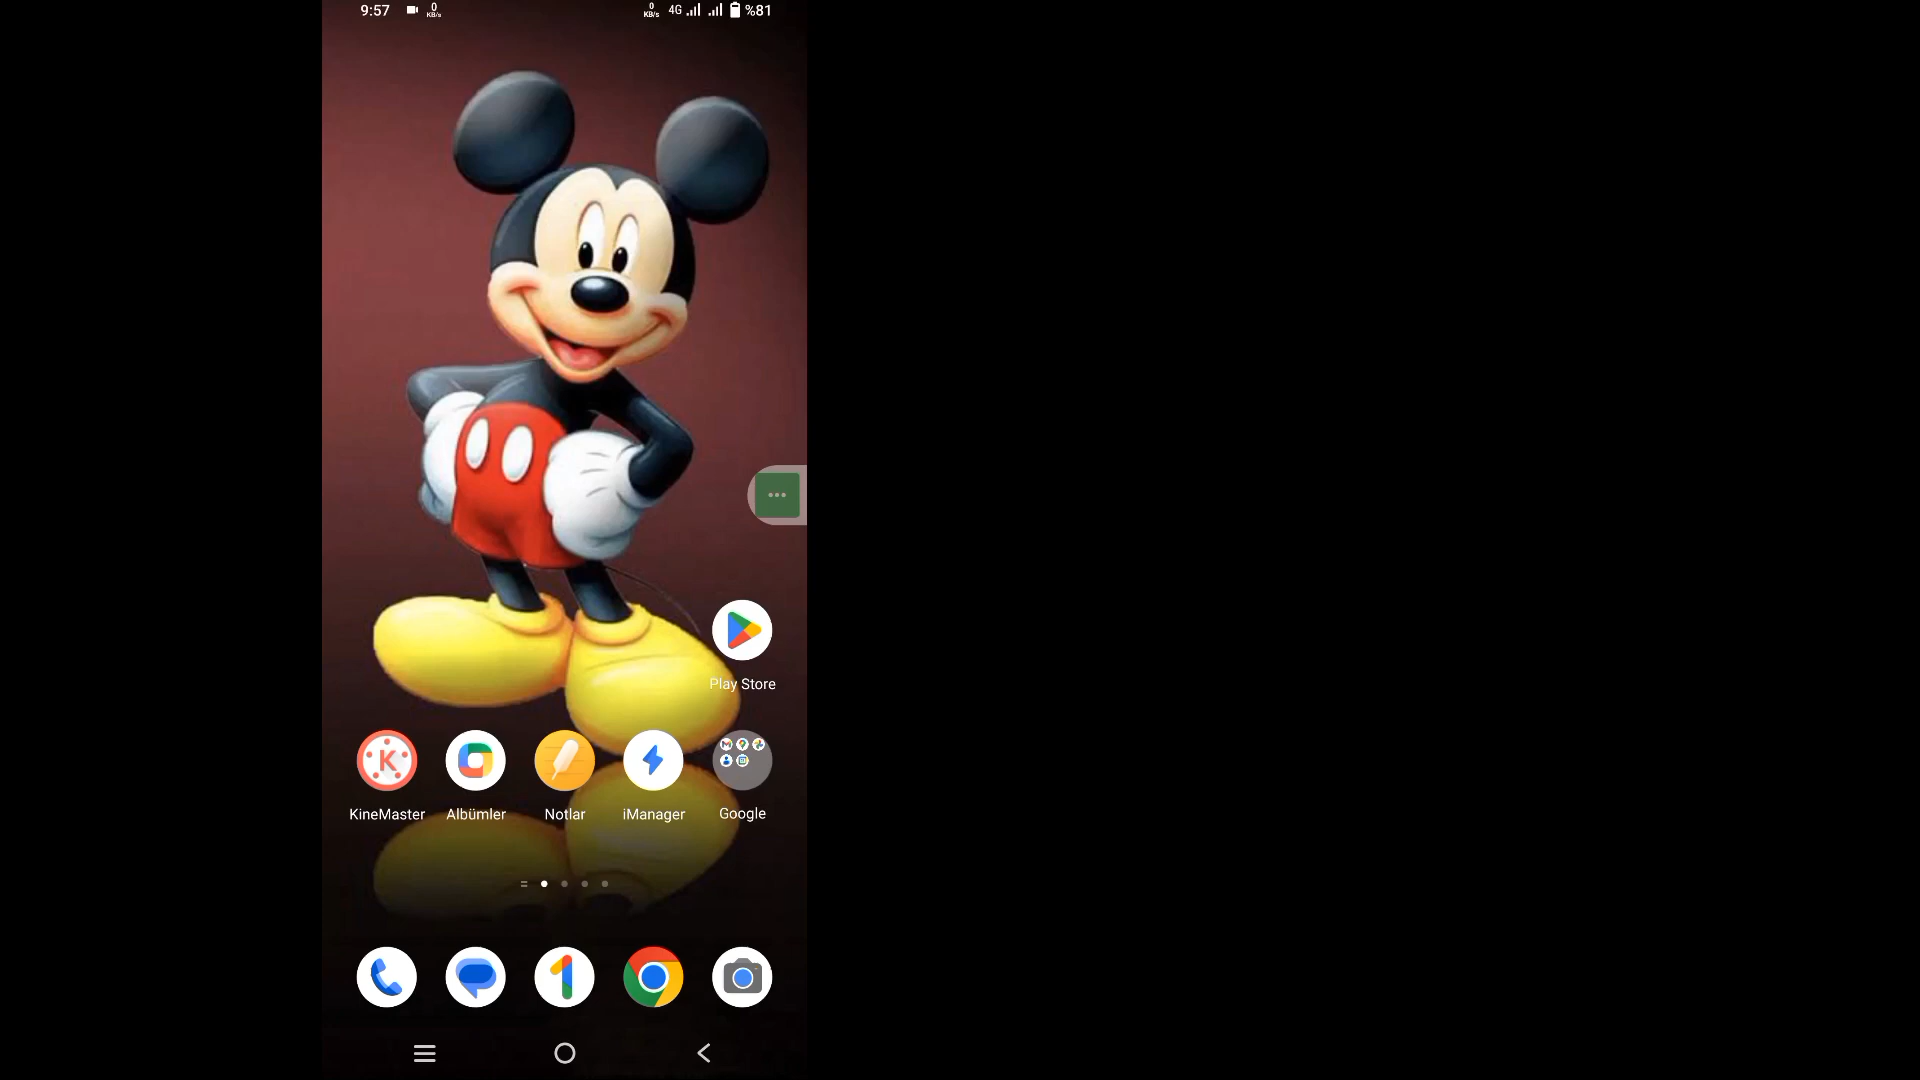 9:57
0
KB/s
0
KB/s
4G
%81
Play Store
K
KineMaster
Albümler
Notlar
iManager
Google